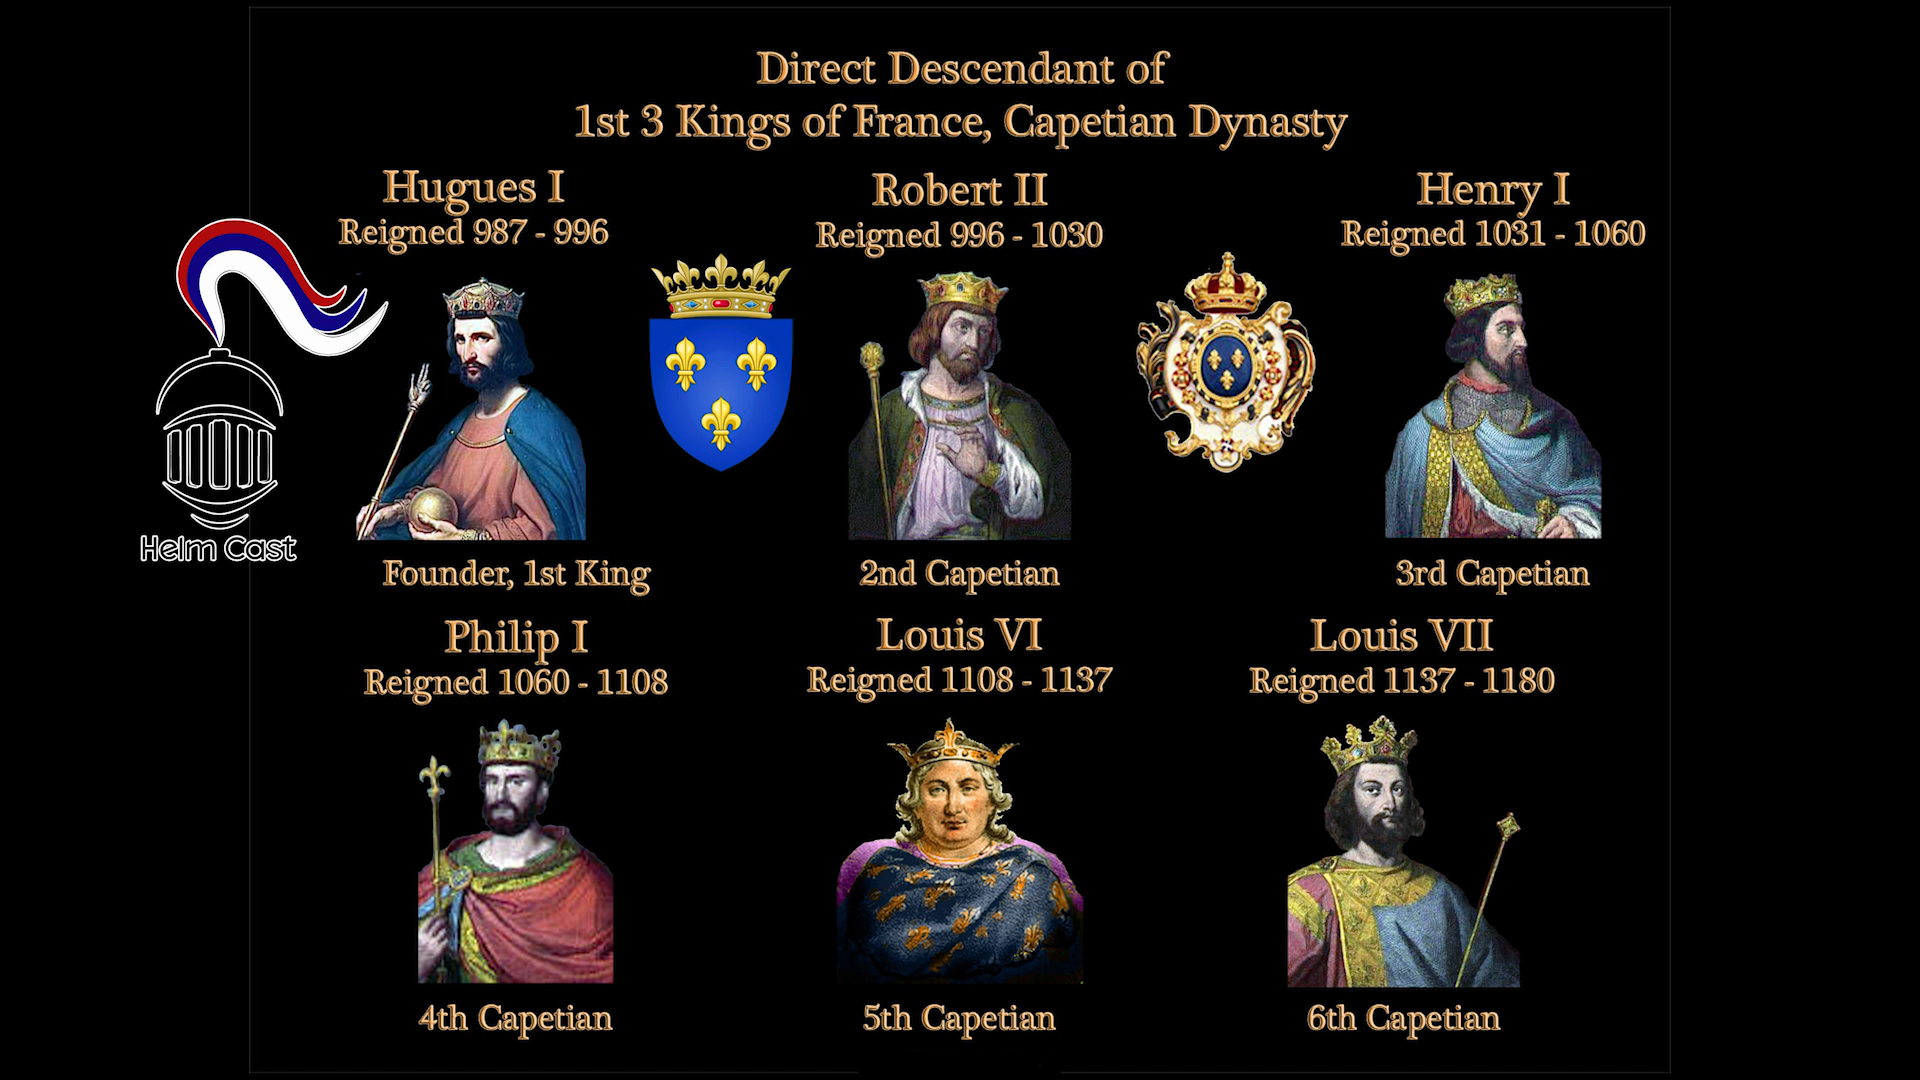 Direct Descendant of
1st 3 Kings of France, Capetian Dynasty
Hugues I
Reigned 987 - 996
Robert II
Reigned 996 - 1030
Henry I
Reigned 1031 - 1060
Helm Cast
Founder, 1st King
2nd Capetian
3rd Capetian
Philip I
Reigned 1060 - 1108
Louis VI
Reigned 1108 - 1137
Louis VII
Reigned 1137 - 1180
4th Capetian
5th Capetian
6th Capetian